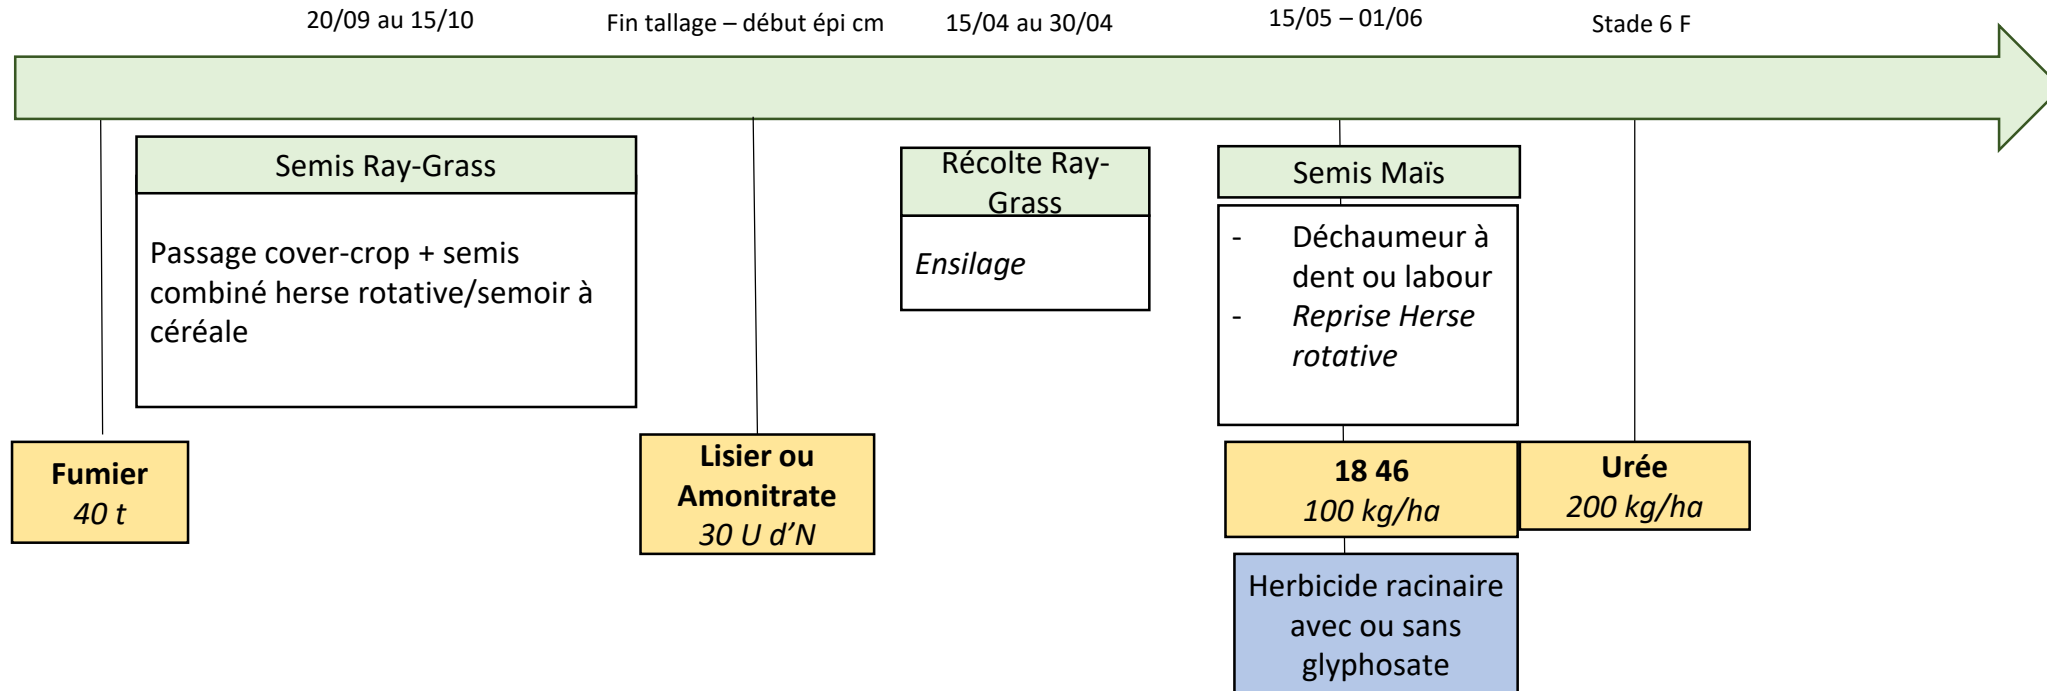 20/09 au 15/10
Fin tallage – début épi cm
15/04 au 30/04
15/05 – 01/06
Stade 6 F
Semis Ray-Grass
Passage cover-crop + semis
combiné herse rotative/semoir à
céréale
Récolte Ray-
Grass
Ensilage
Semis Maïs
- Déchaumeur à
dent ou labour
- Reprise Herse
rotative
Fumier
40 t
Lisier ou
Amonitrate
30 U d’N
18 46
100 kg/ha
Urée
200 kg/ha
Herbicide racinaire
avec ou sans
glyphosate